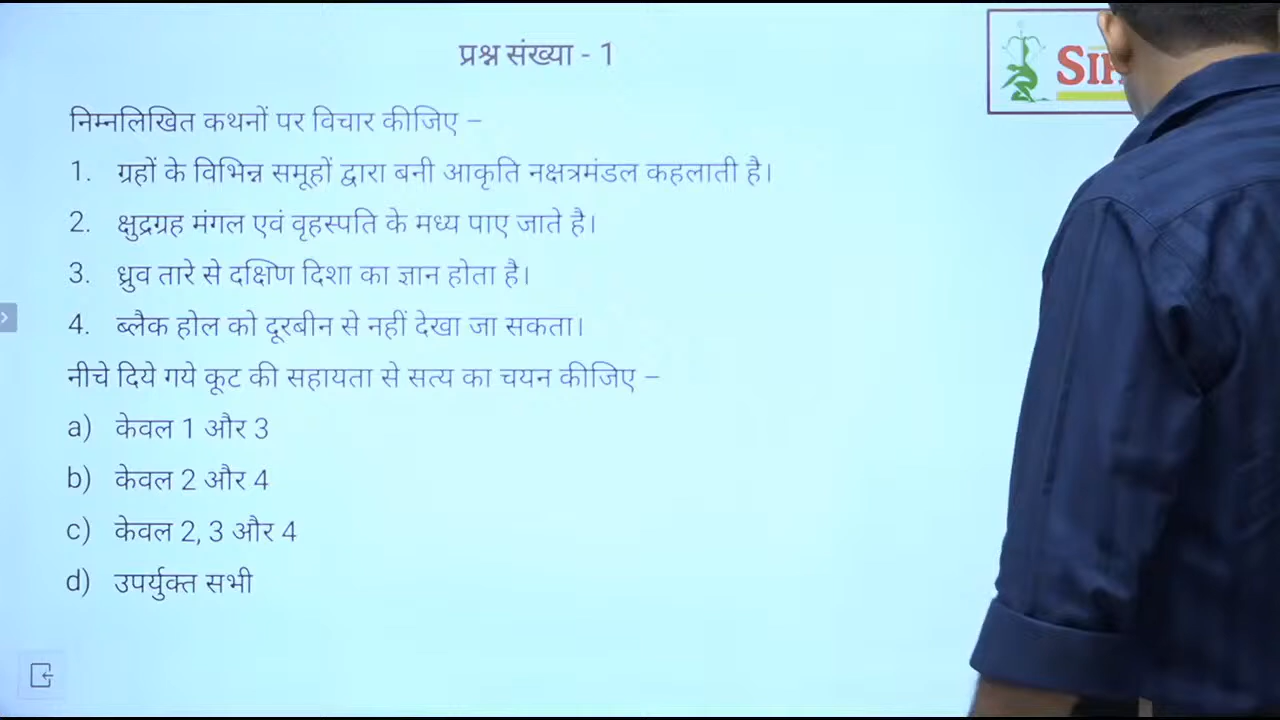 प्रश्न संख्या - 1
निम्नलिखित कथनों पर विचार कीजिए –
1. ग्रहों के विभिन्न समूहों द्वारा बनी आकृति नक्षत्रमंडल कहलाती है।
2. क्षुद्रग्रह मंगल एवं वृहस्पति के मध्य पाए जाते है।
3. ध्रुव तारे से दक्षिण दिशा का ज्ञान होता है।
4. ब्लैक होल को दूरबीन से नहीं देखा जा सकता।
नीचे दिये गये कूट की सहायता से सत्य का चयन कीजिए –
a) केवल 1 और 3
b) केवल 2 और 4
c) केवल 2, 3 और 4
d) उपर्युक्त सभी